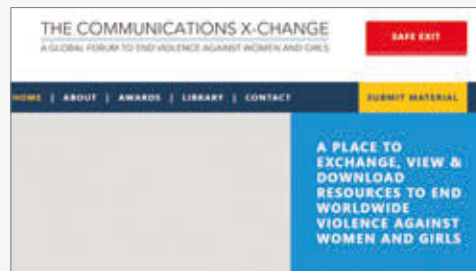 THE COMMUNICATIONS X-CHANGE
A GLOBAL FORUM TO END VIOLENCE AGAINST WOMEN AND GIRLS
SAFE EXIT
HOME | ABOUT | AWARDS | LIBRARY | CONTACT
SUBMIT MATERIAL
A PLACE TO
EXCHANGE, VIEW &
DOWNLOAD
RESOURCES TO END
WORLDWIDE
VIOLENCE AGAINST
WOMEN AND GIRLS